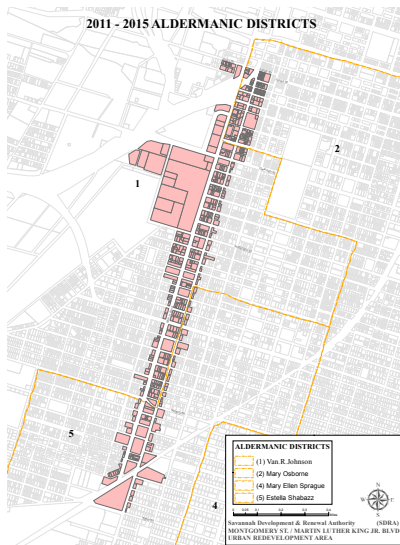 2011 - 2015 ALDERMANIC DISTRICTS
2
1
5
4
ALDERMANIC DISTRICTS
(1) Van.R.Johnson
(2) Mary Osborne
(4) Mary Ellen Sprague
(5) Estella Shabazz
N
W
E
S
Savannah Development & Renewal Authority (SDRA)
MONTGOMERY ST. / MARTIN LUTHER KING JR. BLVD
URBAN REDEVELOPMENT AREA